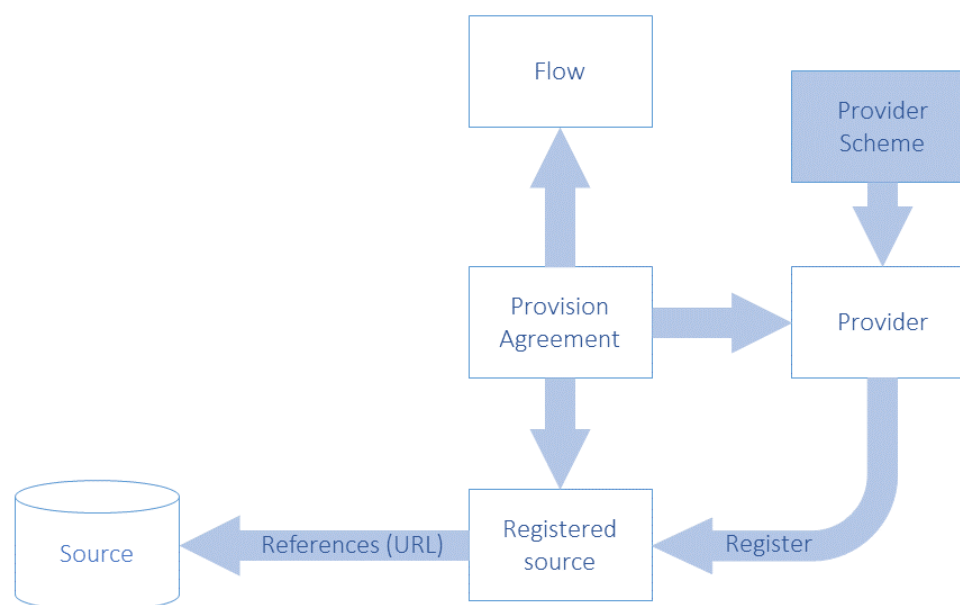 Flow
Provider
Scheme
Provision
Agreement
Provider
Source
References (URL)
Registered
source
Register